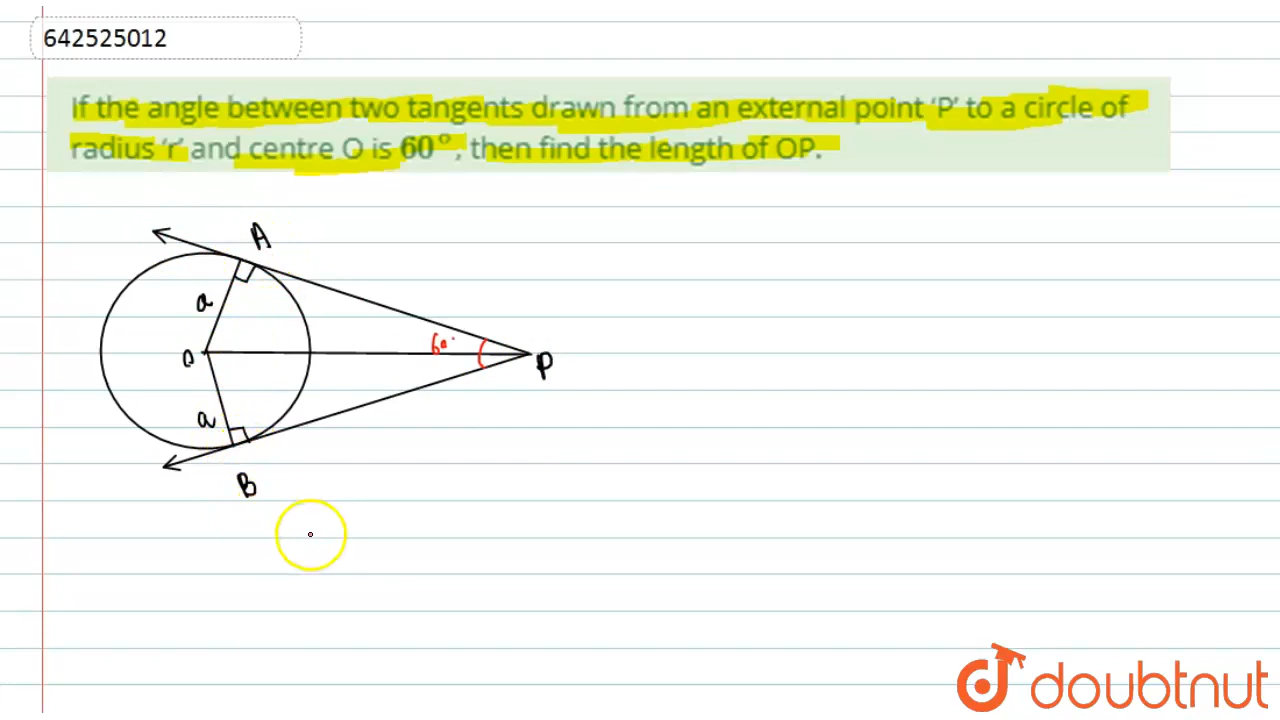 642525012
If the angle between two tangents drawn from an external point ‘P’ to a circle of
radius ‘r’ and centre O is 60°, then find the length of OP.
A
a
60°
O
P
a
B
doubtnut